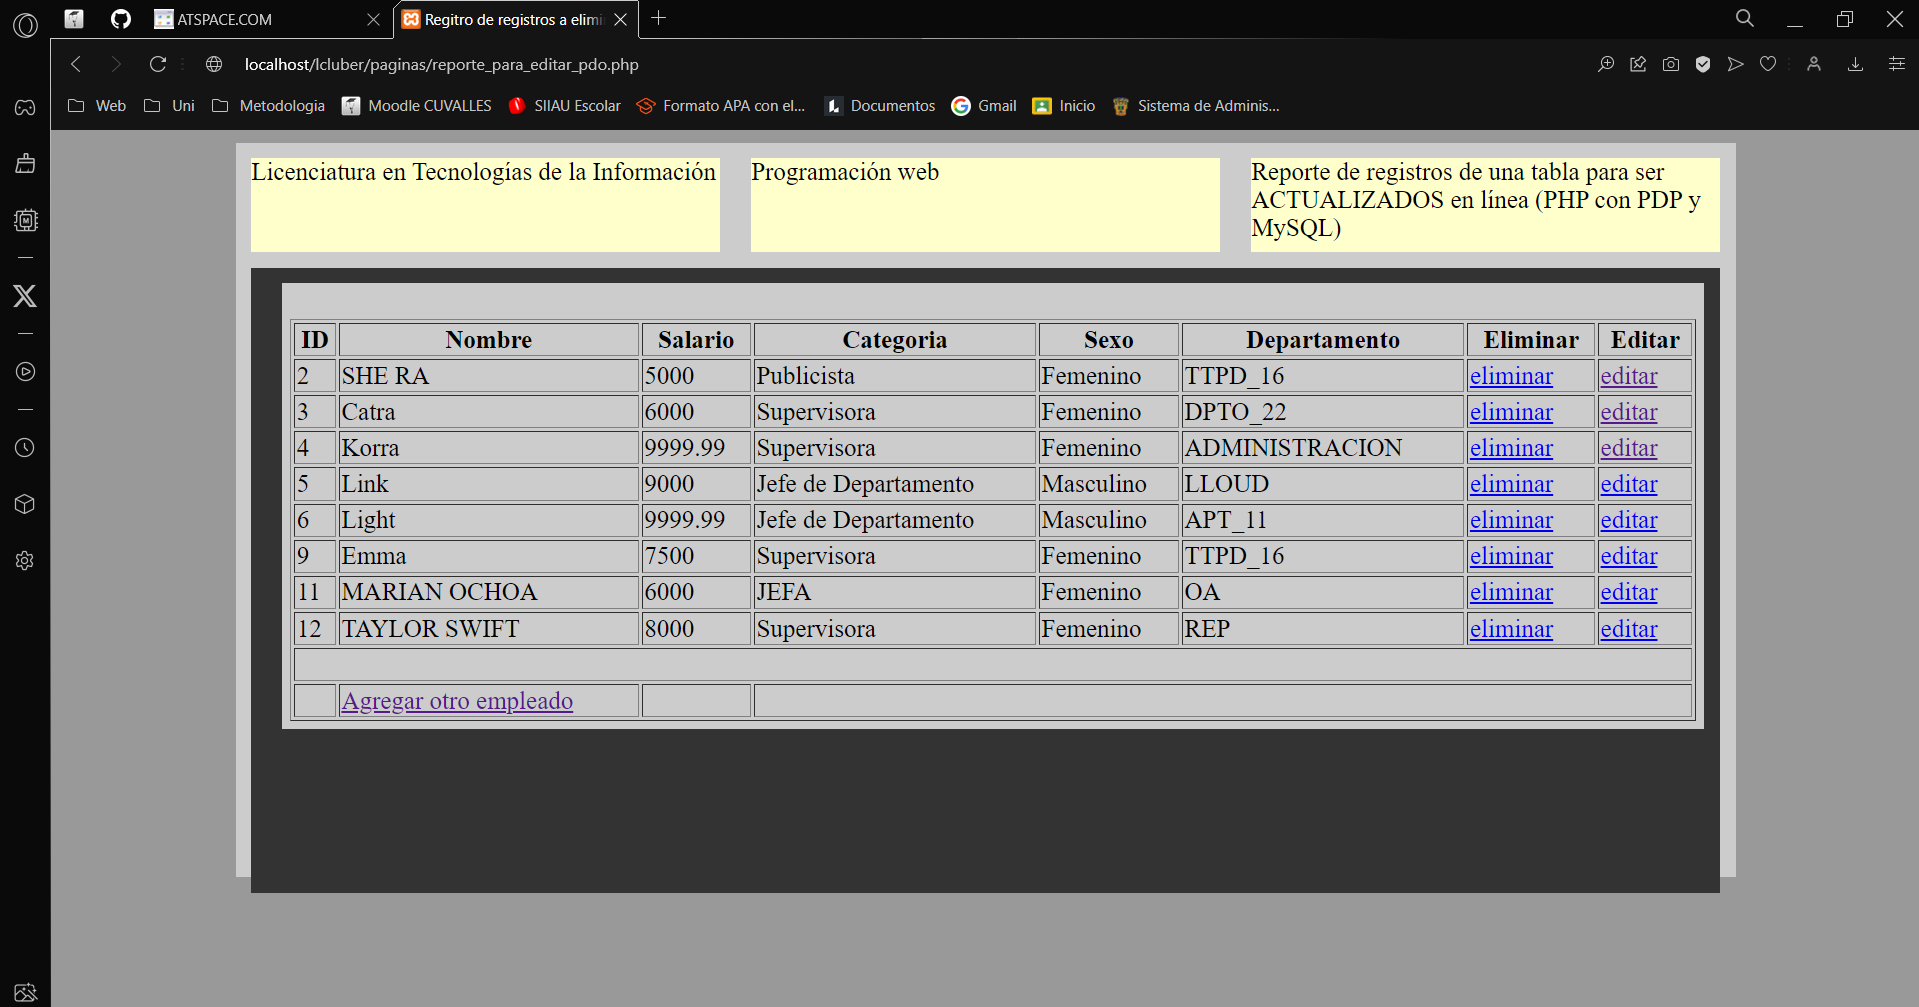 ATSPACE.COM
Regitro de registros a elimi
localhost/lcluber/paginas/reporte_para_editar_pdo.php
Web Uni Metodologia Moodle CUVALLES SIIAU Escolar Formato APA con el... Documentos Gmail Inicio Sistema de Adminis...
Licenciatura en Tecnologías de la Información
Programación web
Reporte de registros de una tabla para ser
ACTUALIZADOS en línea (PHP con PDP y
MySQL)
ID Nombre Salario Categoria Sexo Departamento Eliminar Editar
2 SHE RA 5000 Publicista Femenino TTPD_16 eliminar editar
3 Catra 6000 Supervisora Femenino DPTO_22 eliminar editar
4 Korra 9999.99 Supervisora Femenino ADMINISTRACION eliminar editar
5 Link 9000 Jefe de Departamento Masculino LLOUD eliminar editar
6 Light 9999.99 Jefe de Departamento Masculino APT_11 eliminar editar
9 Emma 7500 Supervisora Femenino TTPD_16 eliminar editar
11 MARIAN OCHOA 6000 JEFA Femenino OA eliminar editar
12 TAYLOR SWIFT 8000 Supervisora Femenino REP eliminar editar
Agregar otro empleado